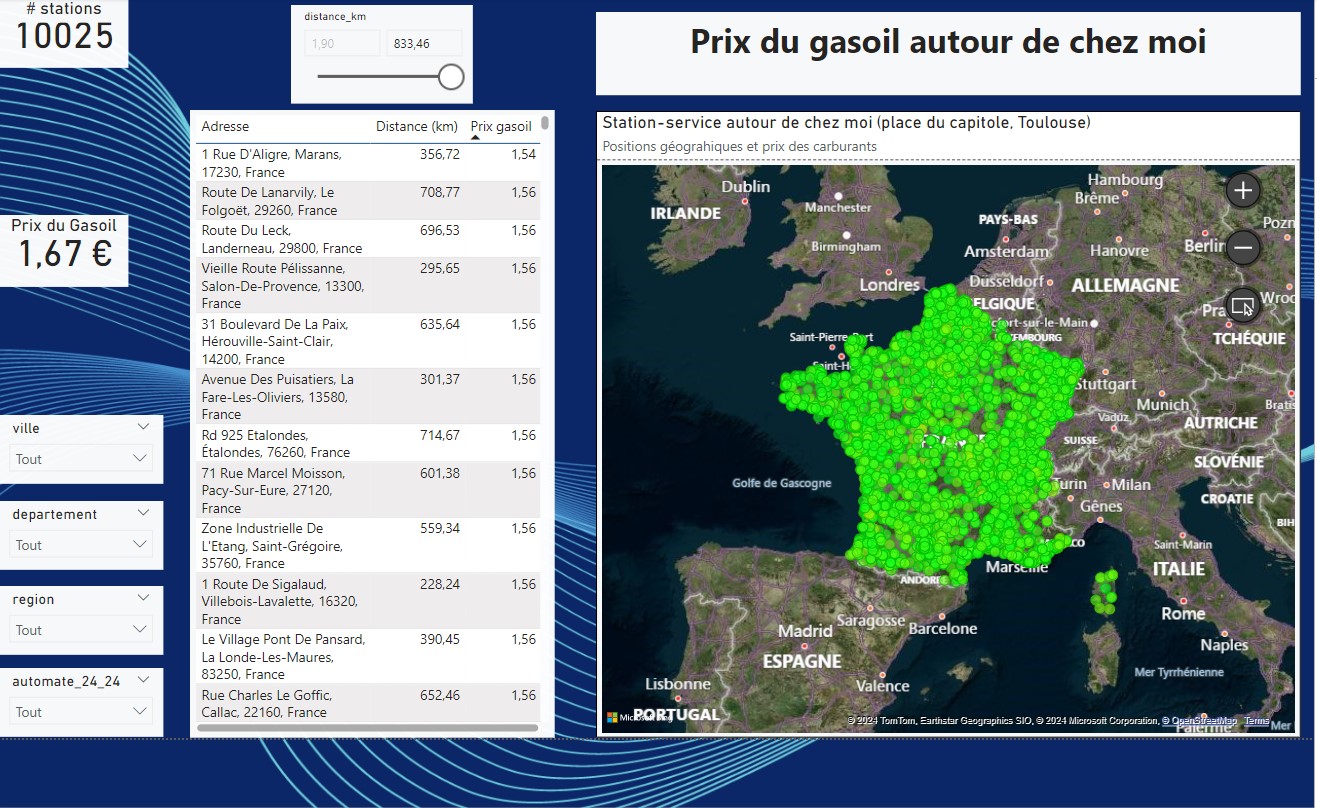 # stations
10025
distance_km
1,90
833,46
Prix du gasoil autour de chez moi
Prix du Gasoil
1,67 €
ville
Tout
departement
Tout
region
Tout
automate_24_24
Tout
Adresse Distance (km) Prix gasoil
1 Rue D'Aligre, Marans, 356,72 1,54
17230, France
Route De Lanarvily, Le 708,77 1,56
Folgoët, 29260, France
Route Du Leck, 696,53 1,56
Landerneau, 29800, France
Vieille Route Pélissanne, 295,65 1,56
Salon-De-Provence, 13300,
France
31 Boulevard De La Paix, 635,64 1,56
Hérouville-Saint-Clair,
14200, France
Avenue Des Puisatiers, La 301,37 1,56
Fare-Les-Oliviers, 13580,
France
Rd 925 Etalondes, 714,67 1,56
Étalondes, 76260, France
71 Rue Marcel Moisson, 601,38 1,56
Pacy-Sur-Eure, 27120,
France
Zone Industrielle De 559,34 1,56
L'Etang, Saint-Grégoire,
35760, France
1 Route De Sigalaud, 228,24 1,56
Villebois-Lavalette, 16320,
France
Le Village Pont De Pansard, 390,45 1,56
La Londe-Les-Maures,
83250, France
Rue Charles Le Goffic, 652,46 1,56
Callac, 22160, France
Station-service autour de chez moi (place du capitole, Toulouse)
Positions géograhiques et prix des carburants
Hambourg
Dublin
Brême
IRLANDE
Manchester
PAYS-BAS
Pozn
Birmingham
Amsterdam
Hanovre
Berlin
Londres
Düsseldorf
ALLEMAGNE
ELGIQUE
Wroc
Pra
cfort-sur-le-Main
Saint-Pierre Port
EMBOURG
TCHÉQUIE
Saint-H
Stuttgart
Munich
Bratis
Vaduz
AUTRICHE
SUISSE
SLOVÉNIE
Golfe de Gascogne
Turin
Milan
CROATIE
Gênes
BIH
CO
Saint-Marin
Marseille
ITALIE
ANDORRE
Rome
Saragosse
Barcelone
Madrid
Naples
ESPAGNE
Mer Tyrrhénienne
Lisbonne
Valence
PORTUGAL
Palerme
Mer
© 2024 TomTom, Earthstar Geographics SIO, © 2024 Microsoft Corporation, © OpenStreetMap Terms